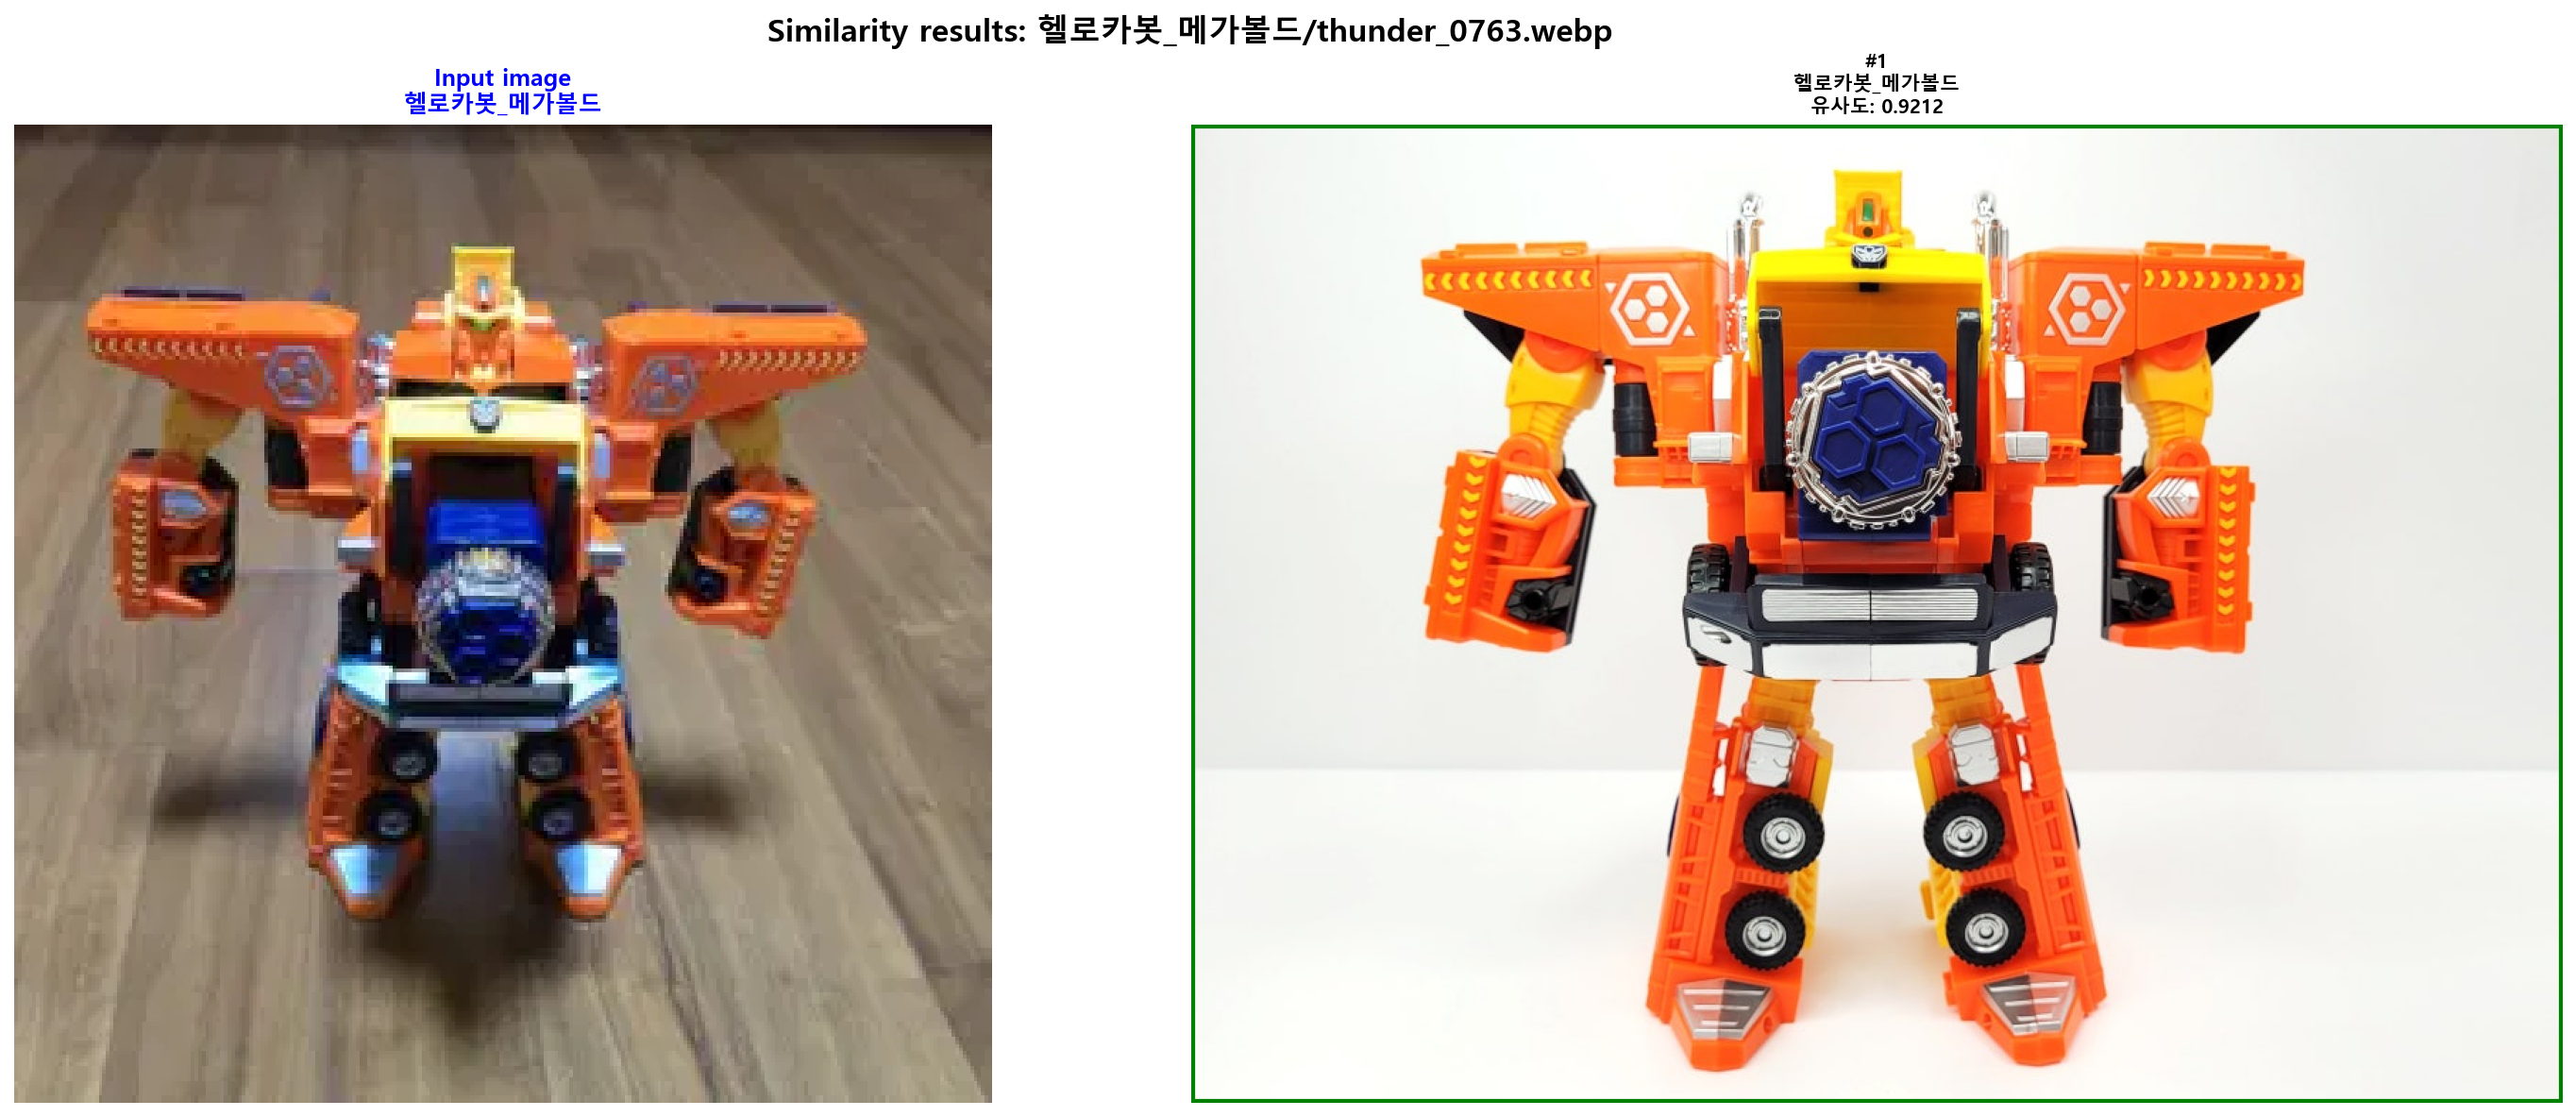 Similarity results: 헬로카봇_메가볼드/thunder_0763.webp
Input image
헬로카봇_메가볼드
#1
헬로카봇_메가볼드
유사도: 0.9212